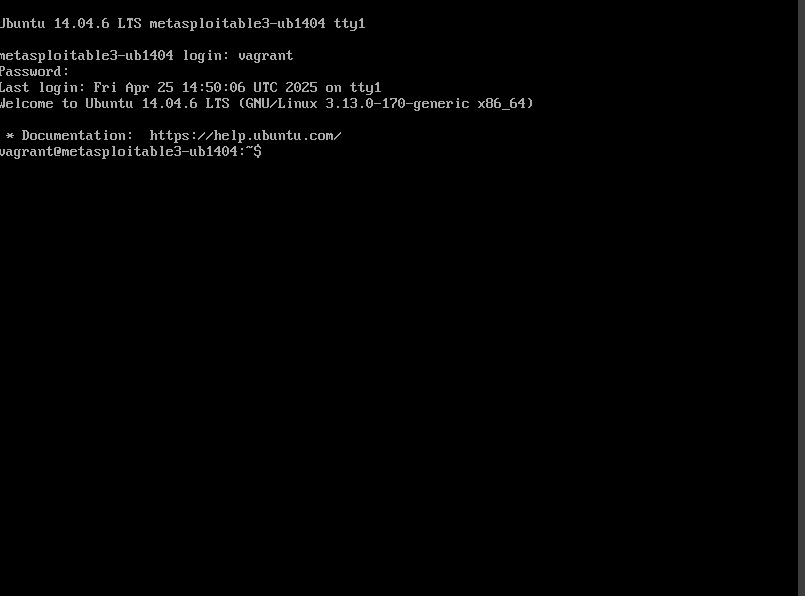 Ubuntu 14.04.6 LTS metasploitable3-ub1404 tty1
metasploitable3-ub1404 login: vagrant
Password:
Last login: Fri Apr 25 14:50:06 UTC 2025 on tty1
Welcome to Ubuntu 14.04.6 LTS (GNU/Linux 3.13.0-170-generic x86_64)
* Documentation:  https://help.ubuntu.com/
vagrant@metasploitable3-ub1404:~$